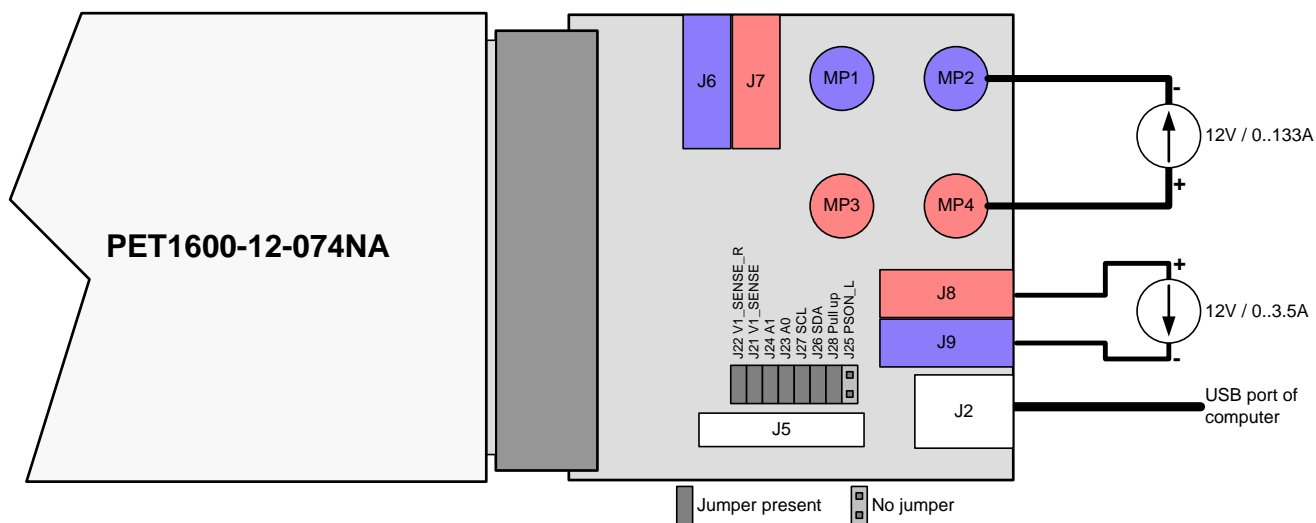 PET1600-12-074NA
J6
J7
MP1
MP2
-
12V / 0..133A
+
MP3
MP4
J22 V1_SENSE_R
J21 V1_SENSE
J24 A1
J23 A0
J27 SCL
J26 SDA
J28 Pull up
J25 PSON_L
J8
+
12V / 0..3.5A
J9
-
J2
USB port of
computer
J5
Jumper present
No jumper